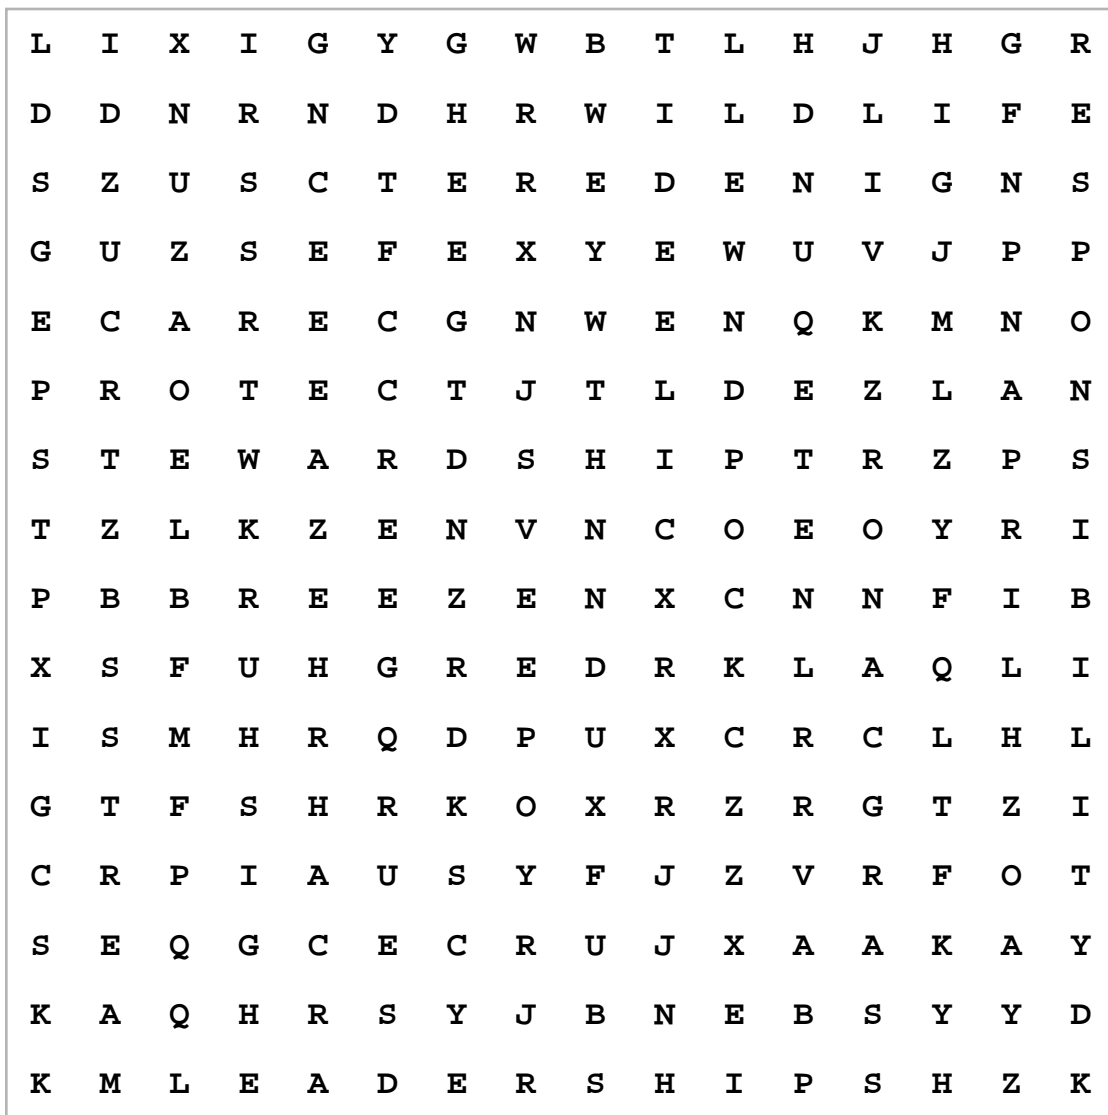 L I X I G Y G W B T L H J H G R
D D N R N D H R W I L D L I F E
S Z U S C T E R E D E N I G N S
G U Z S E F E X Y E W U V J P P
E C A R E C G N W E N Q K M N O
P R O T E C T J T L D E Z L A N
S T E W A R D S H I P T R Z P S
T Z L K Z E N V N C O E O Y R I
P B B R E E Z E N X C N N F I B
X S F U H G R E D R K L A Q L I
I S M H R Q D P U X C R C L H L
G T F S H R K O X R Z R G T Z I
C R P I A U S Y F J Z V R F O T
S E Q G C E C R U J X A A K A Y
K A Q H R S Y J B N E B S Y Y D
K M L E A D E R S H I P S H Z K